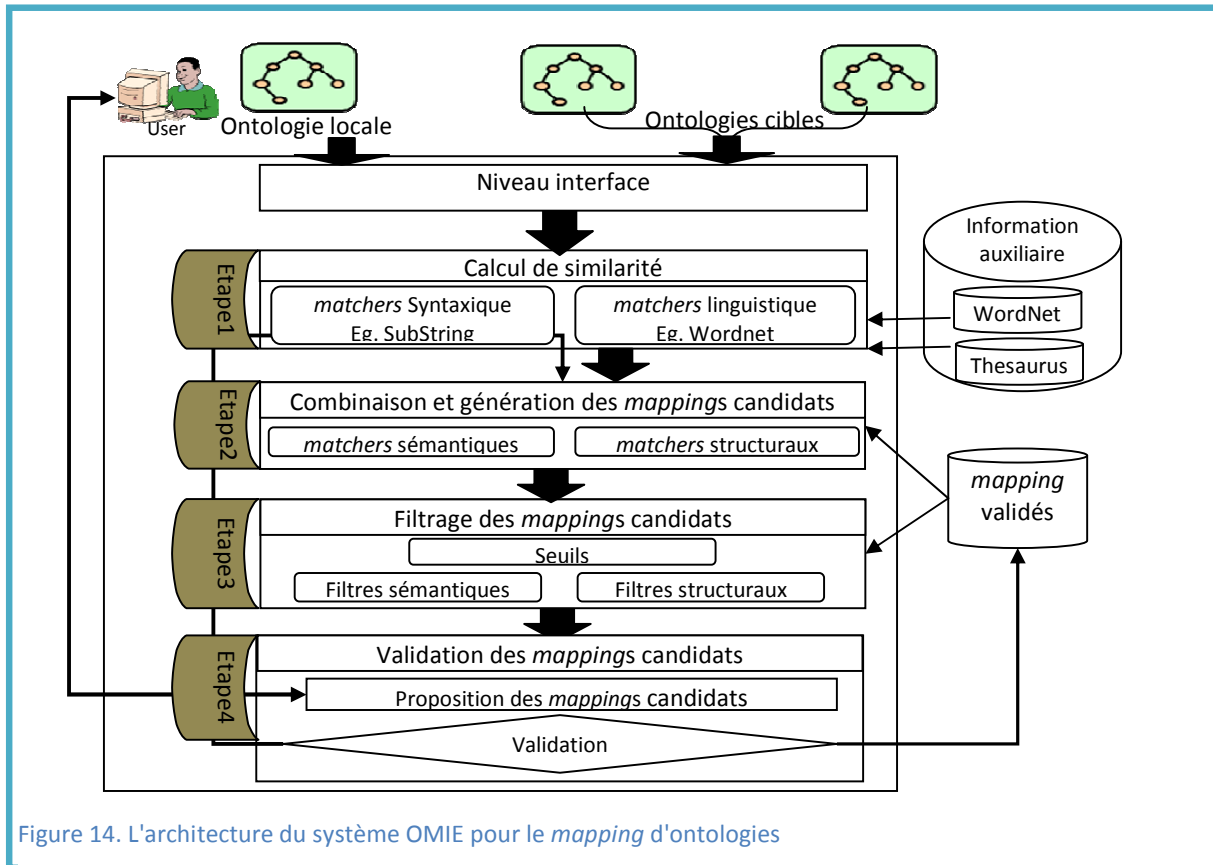 User
Ontologie locale
Ontologies cibles
Niveau interface
Information
auxiliaire
WordNet
Thesaurus
Etape1
Calcul de similarité
matchers Syntaxique
Eg. SubString
matchers linguistique
Eg. Wordnet
Etape2
Combinaison et génération des mappings candidats
matchers sémantiques
matchers structuraux
mapping
validés
Etape3
Filtrage des mappings candidats
Seuils
Filtres sémantiques
Filtres structuraux
Etape4
Validation des mappings candidats
Proposition des mappings candidats
Validation
Figure 14. L'architecture du système OMIE pour le mapping d'ontologies